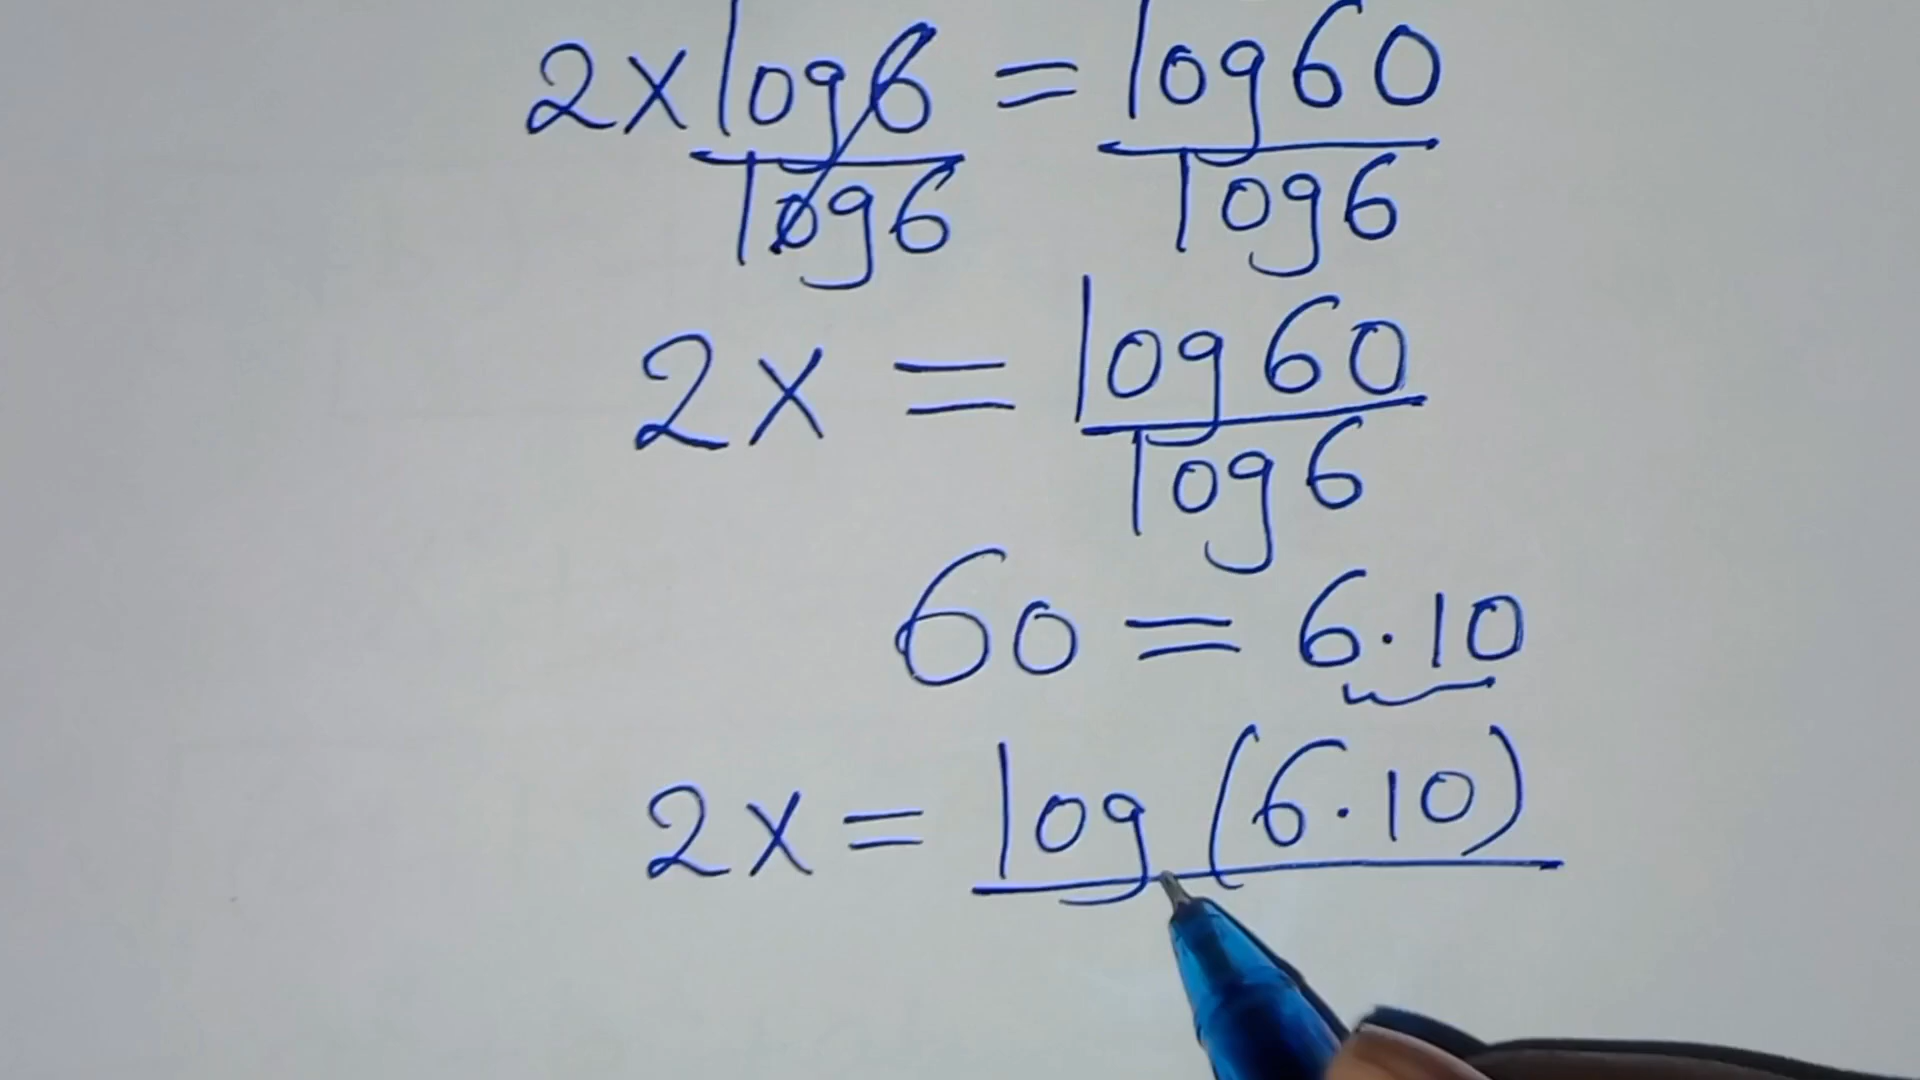 2x log6 / log6 = log60 / log6
2x = log60 / log6
60 = 6.10
2x = log (6.10)